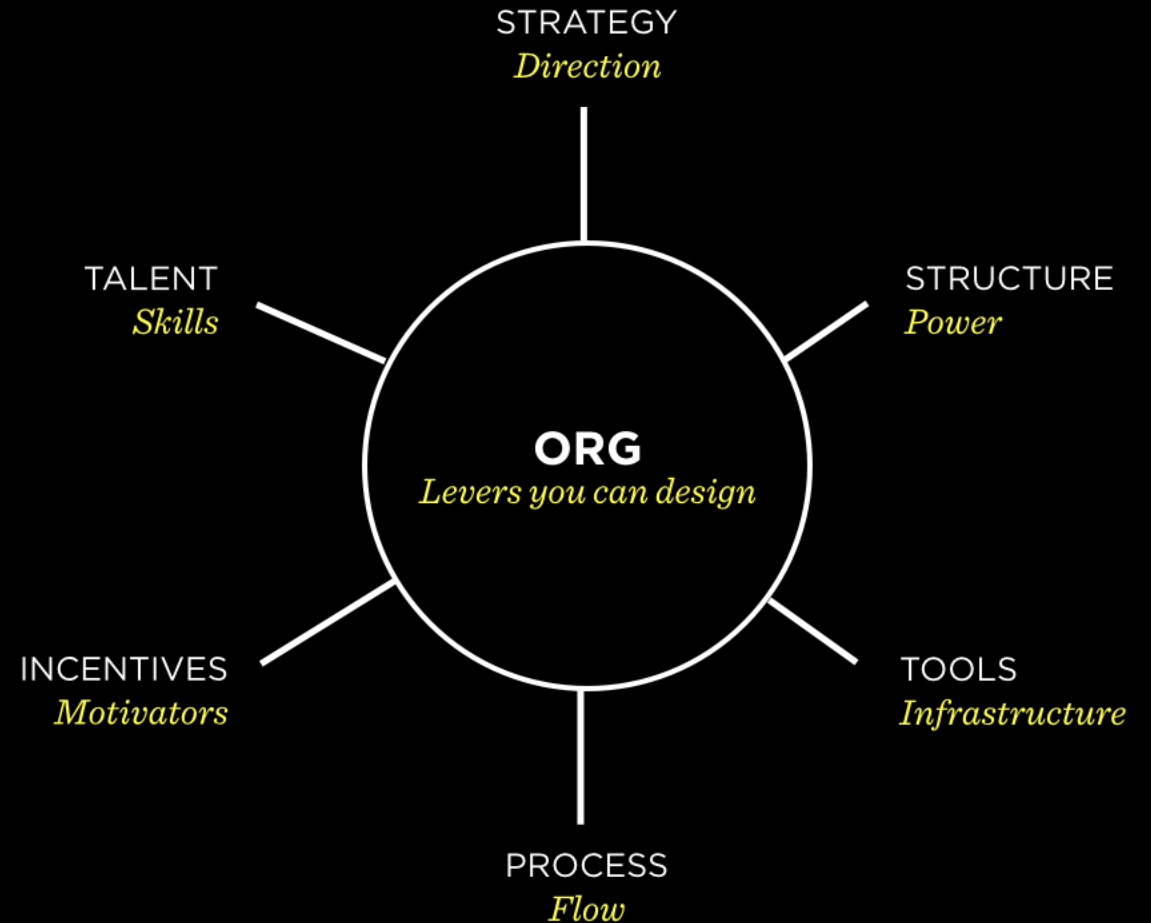 STRATEGY
Direction
TALENT
Skills
STRUCTURE
Power
ORG
Levers you can design
INCENTIVES
Motivators
TOOLS
Infrastructure
PROCESS
Flow